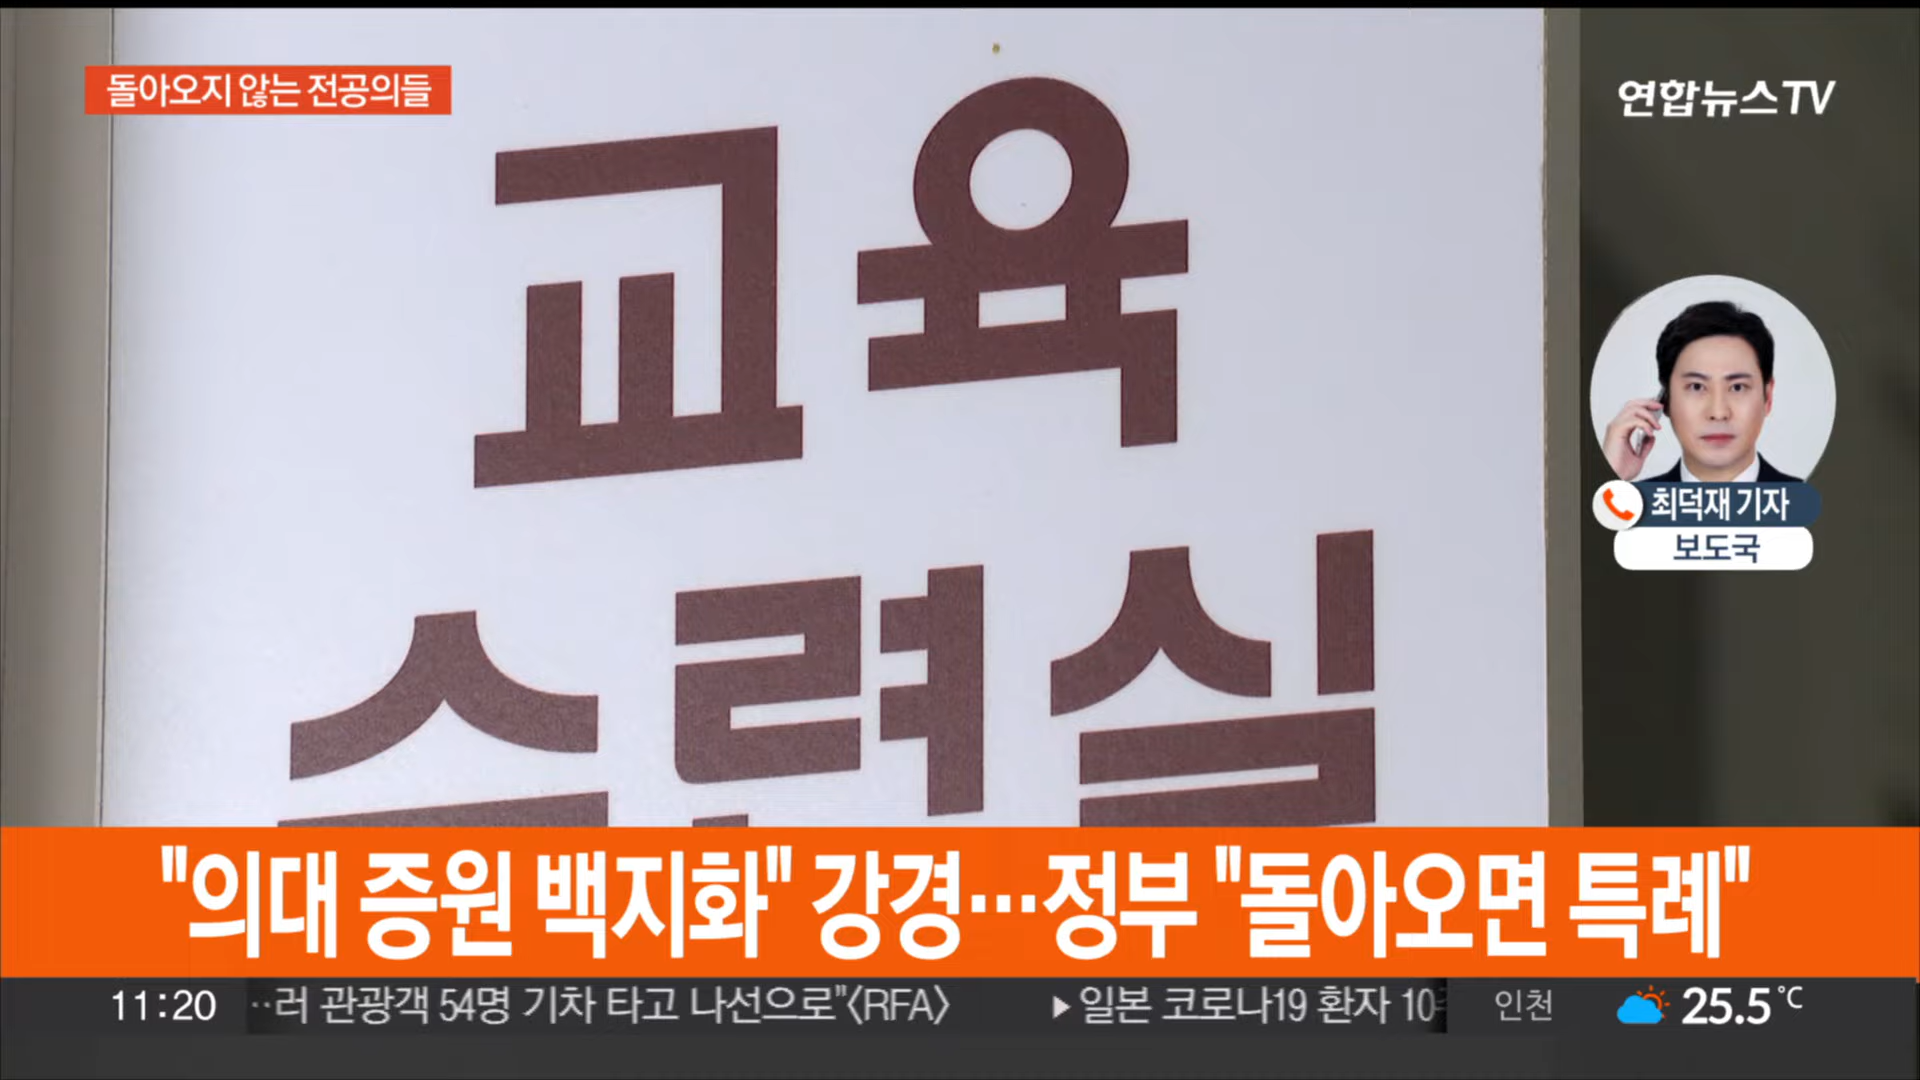 돌아오지 않는 전공의들
연합뉴스TV
교육
수련실
최덕재 기자
보도국
"의대 증원 백지화" 강경…정부 "돌아오면 특례"
11:20 ··러 관광객 54명 기차 타고 나선으로"〈RFA〉 ▶일본 코로나19 환자 10 인천 25.5℃